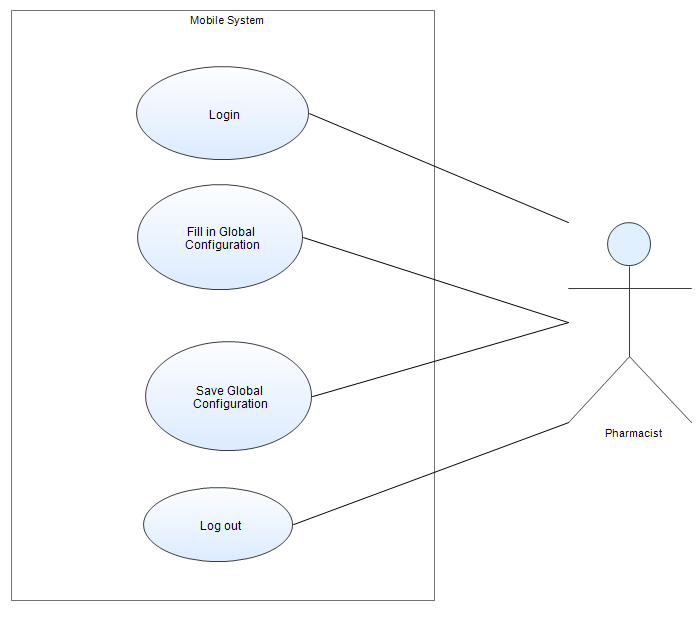 Mobile System
Login
Fill in Global
Configuration
Save Global
Configuration
Log out
Pharmacist